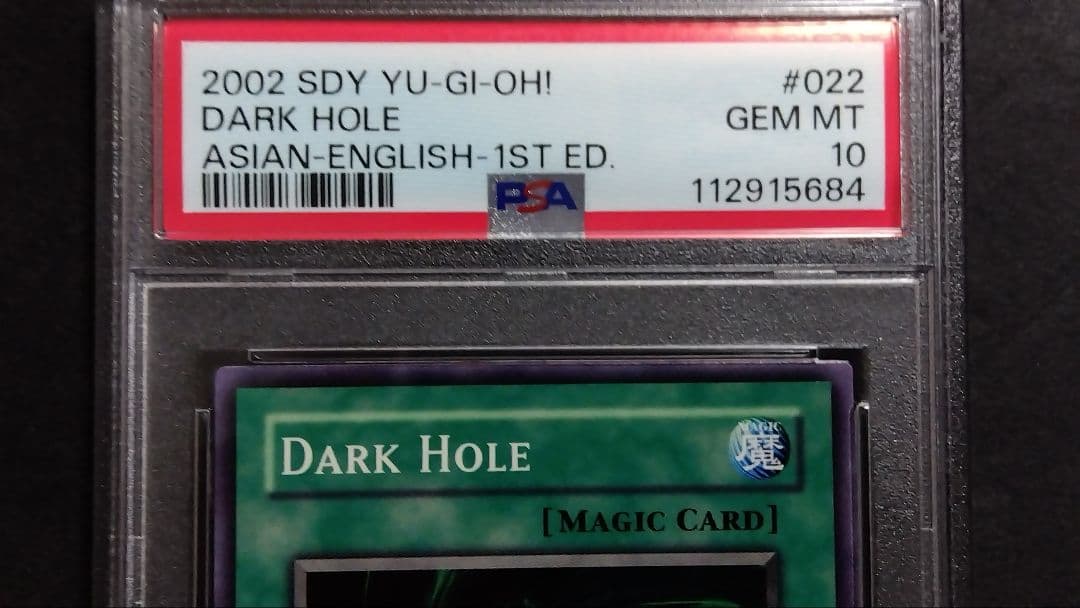 2002 SDY YU-GI-OH! #022
DARK HOLE GEM MT
ASIAN-ENGLISH-1ST ED. 10
PSA 112915684
DARK HOLE MAGIC 魔
[MAGIC CARD]